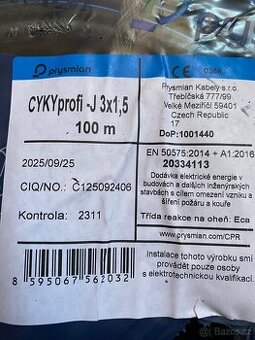 Prysmian
CYKYprofi -J 3x1,5
100 m
CE
0366
Prysmian Kabely s.r.o.
Třebíčská 777/99
Velké Meziříčí 59401
Czech Republic
17
DoP:1001440
2025/09/25
CIQ/NO.: C125092406
Kontrola: 2311
EN 50575:2014 + A1:2016
20334113
Dodávka elektrické energie v
budovách a dalších inženýrských
stavbách s cílem omezit vznik a
šíření požáru a kouře
Třída reakce na oheň: Eca
www.prysmian.com/CPR
Instalace tohoto výrobku smí
provádět pouze osoby
s elektrotechnickou kvalifikací.
8 595067 562032